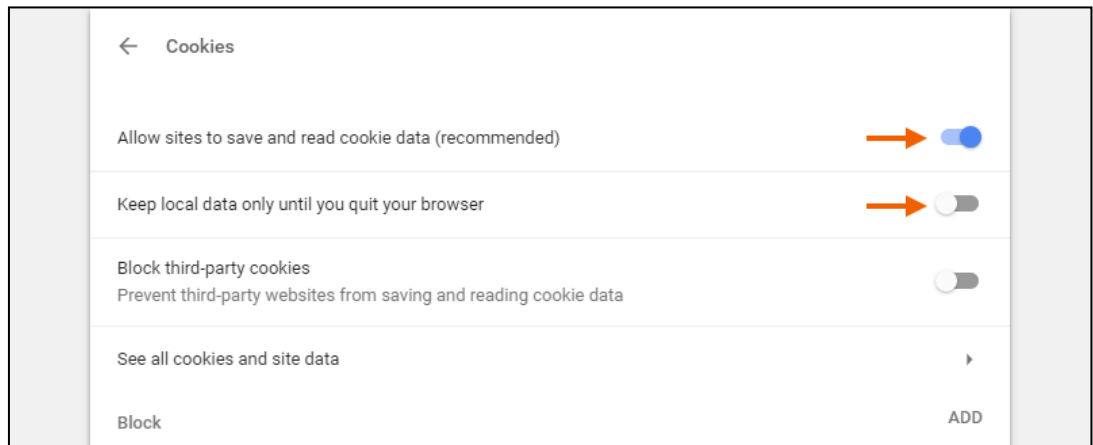 Cookies
Allow sites to save and read cookie data (recommended)
Keep local data only until you quit your browser
Block third-party cookies
Prevent third-party websites from saving and reading cookie data
See all cookies and site data
Block ADD